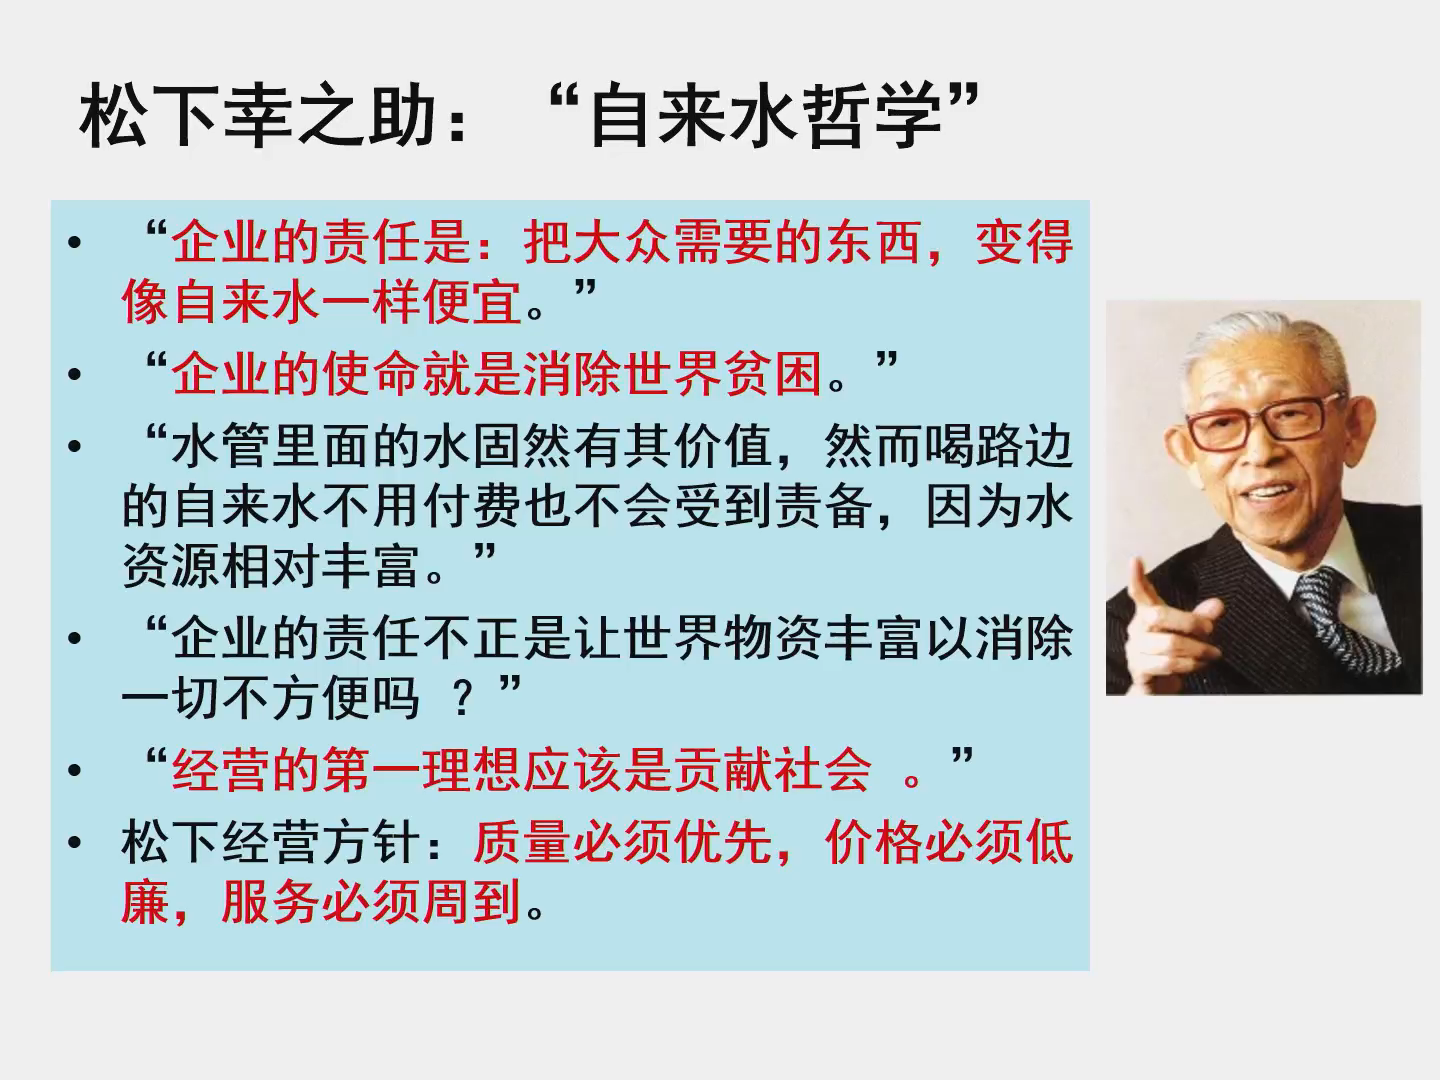 松下幸之助：“自来水哲学”
• “企业的责任是：把大众需要的东西，变得
像自来水一样便宜。”
• “企业的使命就是消除世界贫困。”
• “水管里面的水固然有其价值，然而喝路边
的自来水不用付费也不会受到责备，因为水
资源相对丰富。”
• “企业的责任不正是让世界物资丰富以消除
一切不方便吗 ？”
• “经营的第一理想应该是贡献社会 。”
• 松下经营方针：质量必须优先，价格必须低
廉，服务必须周到。